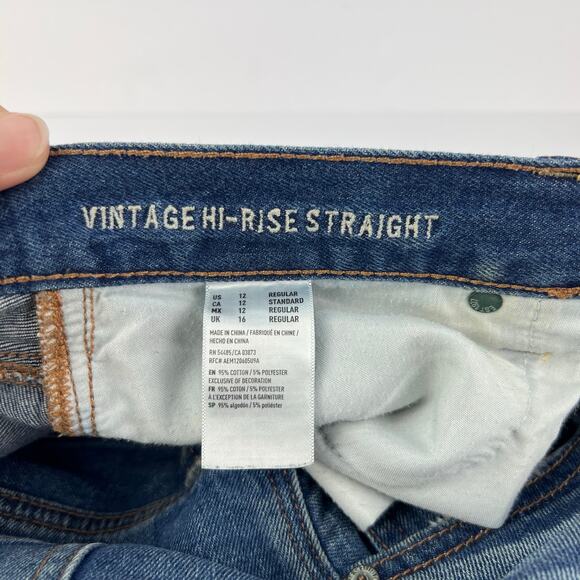 VINTAGE HI-RISE STRAIGHT
US 12 REGULAR
CA 12 STANDARD
MX 12 REGULAR
UK 16 REGULAR
MADE IN CHINA / FABRIQUÉ EN CHINE /
HECHO EN CHINA
RN 54485/CA 03873
RFC# AEM120605U9A
EN 95% COTTON / 5% POLYESTER
EXCLUSIVE OF DECORATION
FR 95% COTON / 5% POLYESTER
À L'EXCEPTION DE LA GARNITURE
SP 95% algodón / 5% poliéster